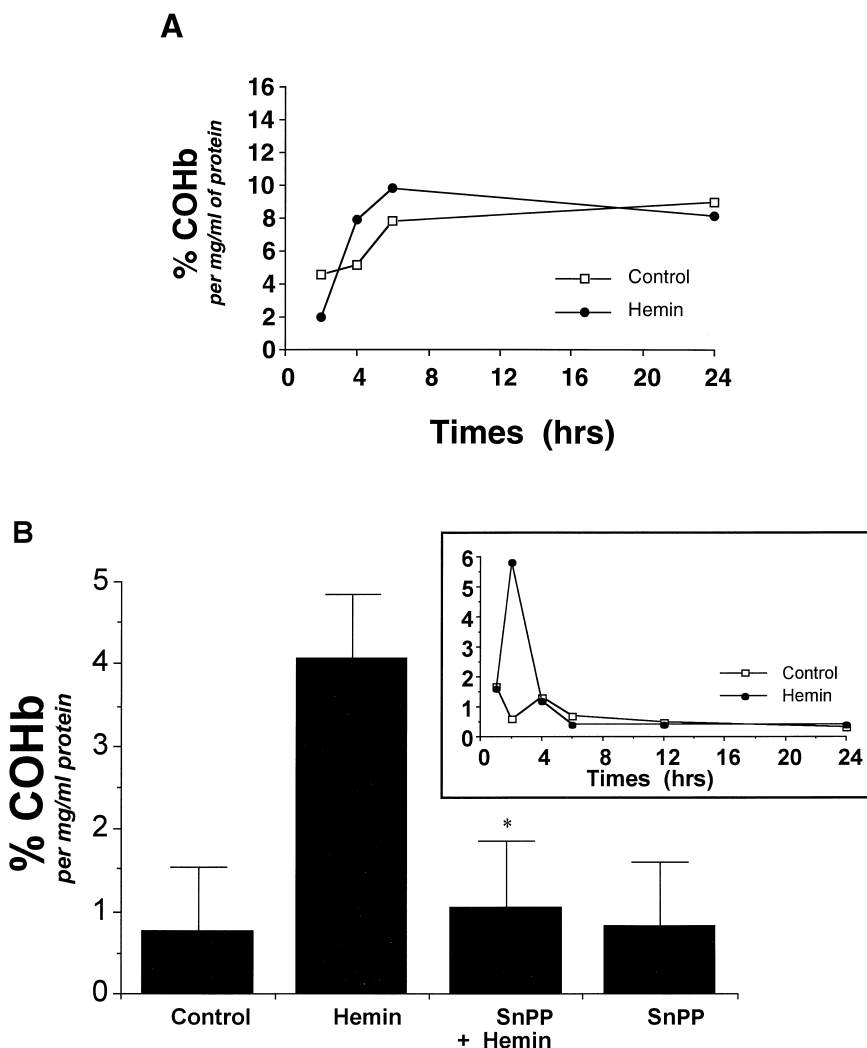 A
% COHb
per mg/ml of protein
16
14
12
10
8
6
4
2
0
Control
Hemin
0 4 8 12 16 20 24
Times (hrs)
B
% COHb
per mg/ml protein
5
4
3
2
1
0
*
Control Hemin SnPP SnPP
+ Hemin
6
5
4
3
2
1
0
Control
Hemin
0 4 8 12 16 20 24
Times (hrs)